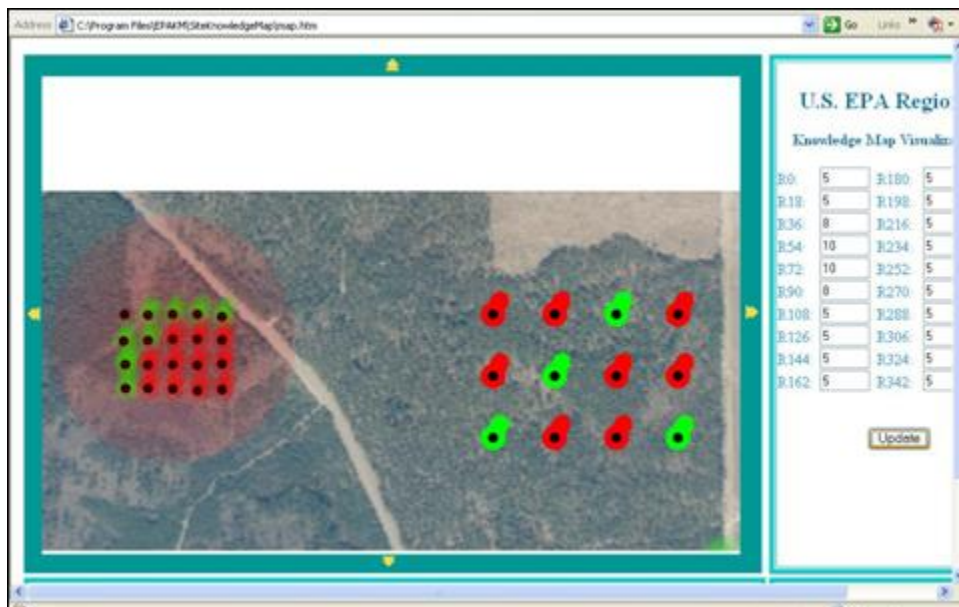 Address C:\Program Files\EPAKM\SiteKnowledgeMap\map.htm Go Links »
U.S. EPA Regio
Knowledge Map Visualiz
R0: 5 R180: 5
R18: 5 R198: 5
R36: 8 R216: 5
R54: 10 R234: 5
R72: 10 R252: 5
R90: 8 R270: 5
R108: 5 R288: 5
R126: 5 R306: 5
R144: 5 R324: 5
R162: 5 R342: 5
Update